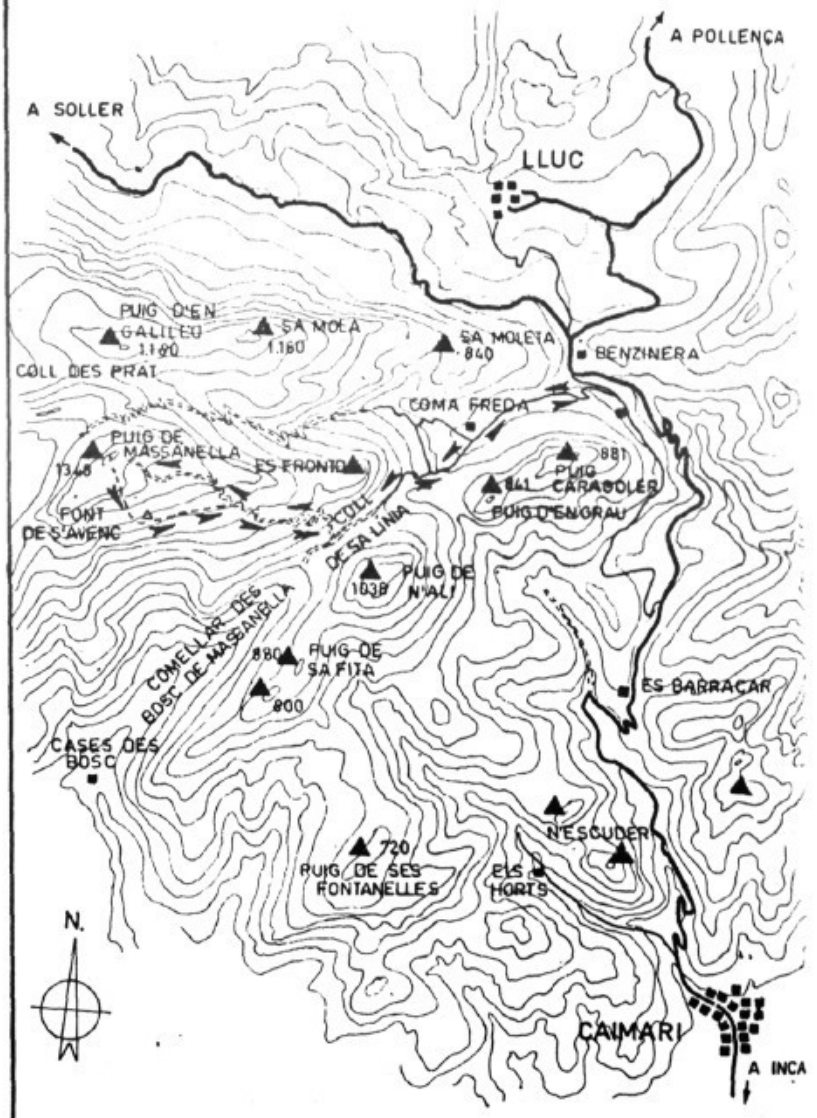 A POLLENÇA
A SOLLER
LLUC
PUIG D'EN
GALILEU
1.180
SA MOLA
1.160
SA MOLETA
840
BENZINERA
COLL DES PRAT
COMA FREDA
PUIG DE
MASSANELLA
1348
ES FRONTO
881
PUIG
CARAGOLER
841
PUIG D'EN GRAU
FONT
DE S'AVENC
COLL
DE SA LINIA
PUIG DE
N'ALI
1038
COMELLAR DES
BOSC DE MASSANELLA
880
PUIG DE
SA FITA
800
ES BARRACAR
CASES DES
BOSC
720
PUIG DE SES
FONTANELLES
N'ESCUDER
ELS
HORTS
N.
CAIMARI
A INCA